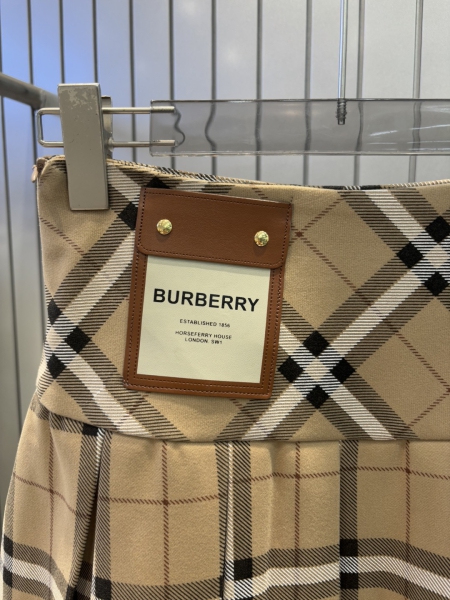 BURBERRY
ESTABLISHED 1856
HORSEFERRY HOUSE
LONDON SW1